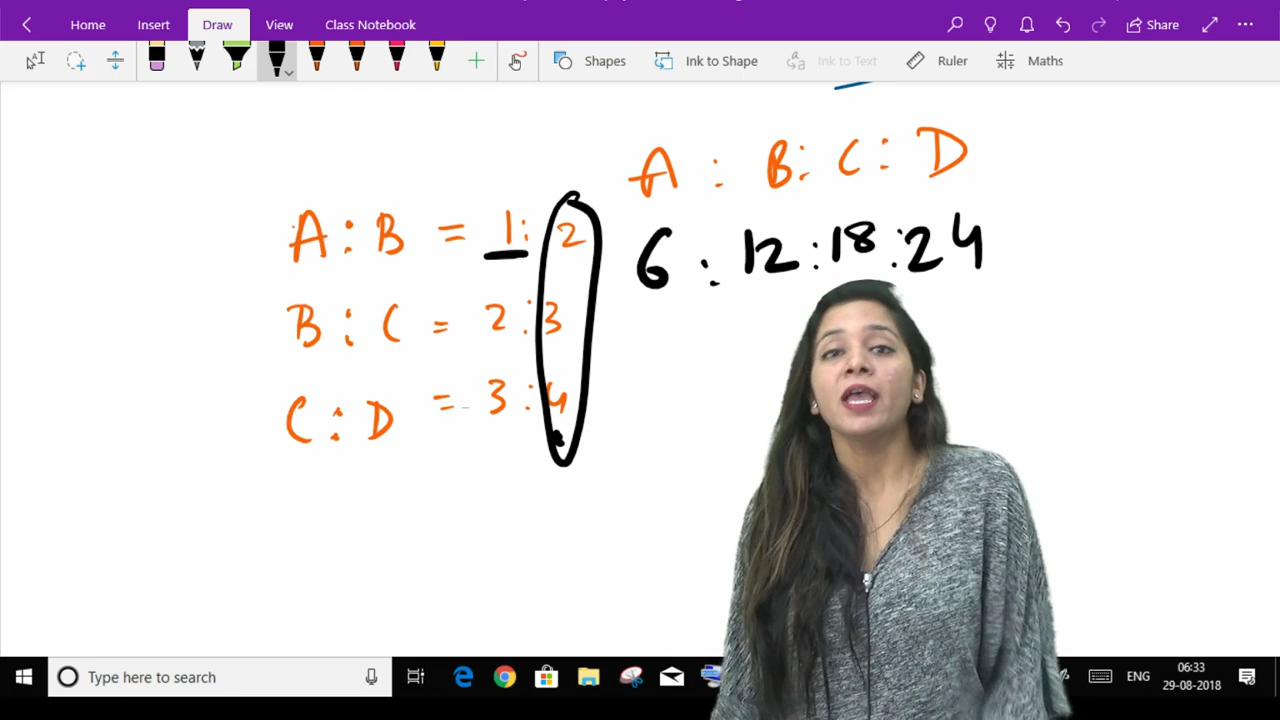 Home Insert Draw View Class Notebook Share
Shapes Ink to Shape Ink to Text Ruler Maths
A : B : C : D
6 : 12 : 18 : 24
A : B = 1 : 2
B : C = 2 : 3
C : D = 3 : 4
Type here to search
ENG
06:33
29-08-2018